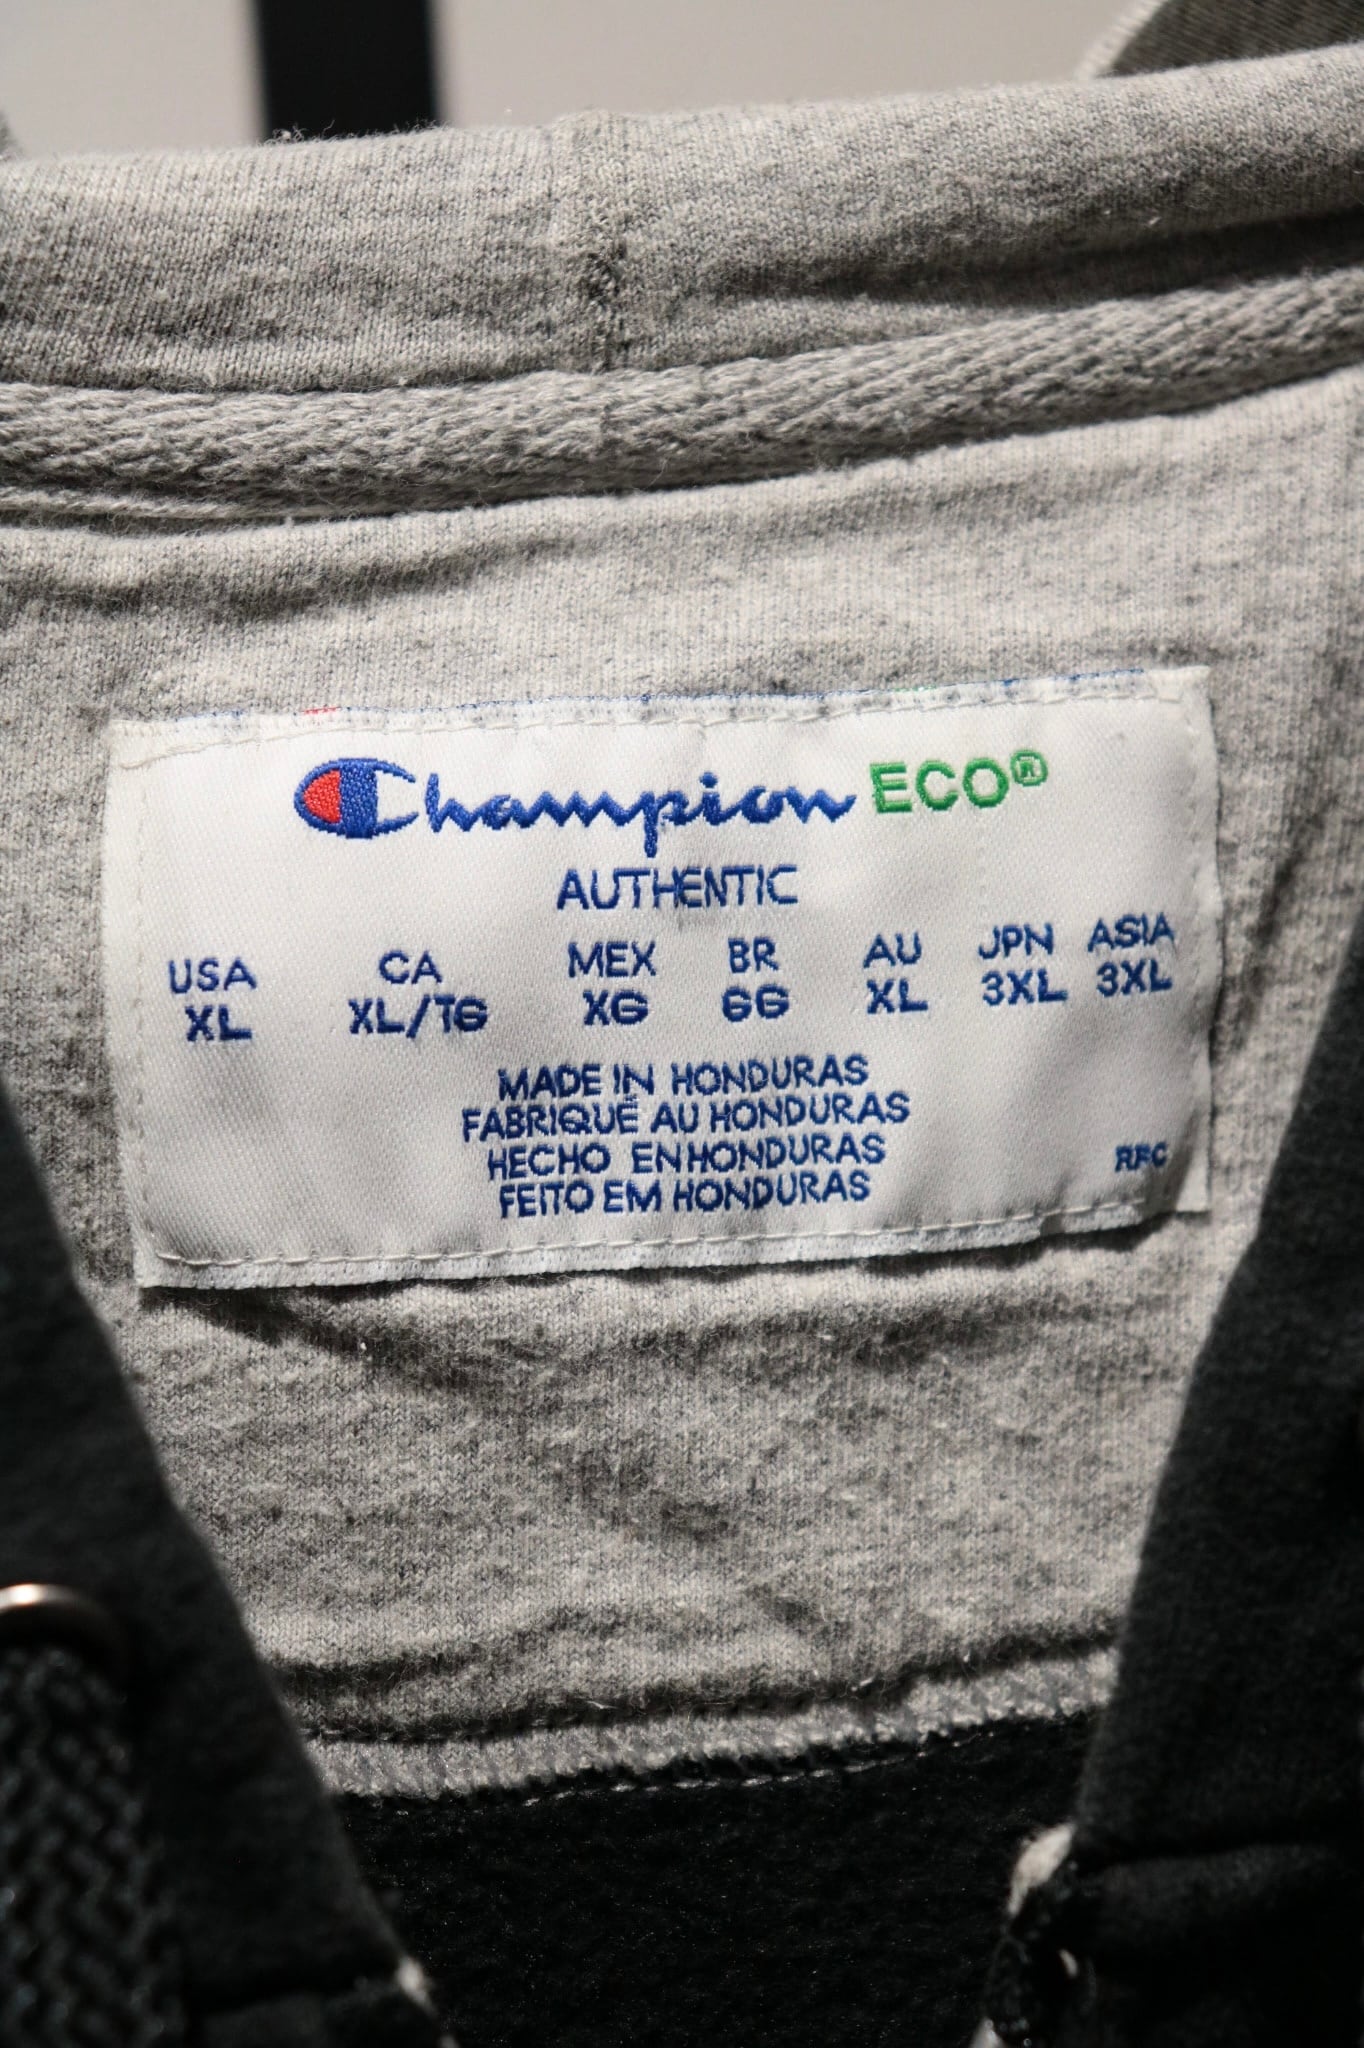 Champion ECO®
AUTHENTIC
USA CA MEX BR AU JPN ASIA
XL XL/TG XG GG XL 3XL 3XL
MADE IN HONDURAS
FABRIQUÉ AU HONDURAS
HECHO EN HONDURAS
FEITO EM HONDURAS
RFC